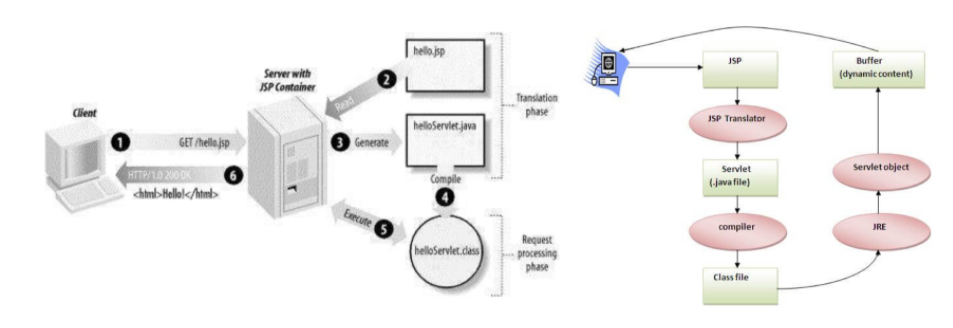 Client
1
GET /hello.jsp
HTTP/1.0 200 OK
6
<html>Hello!</html>
Server with
JSP Container
hello.jsp
2
Read
3
Generate
helloServlet.java
Compile
4
Execute
5
helloServlet.class
Translation
phase
Request
processing
phase
JSP
JSP Translator
Servlet
(.java file)
compiler
Class file
Buffer
(dynamic content)
Servlet object
JRE